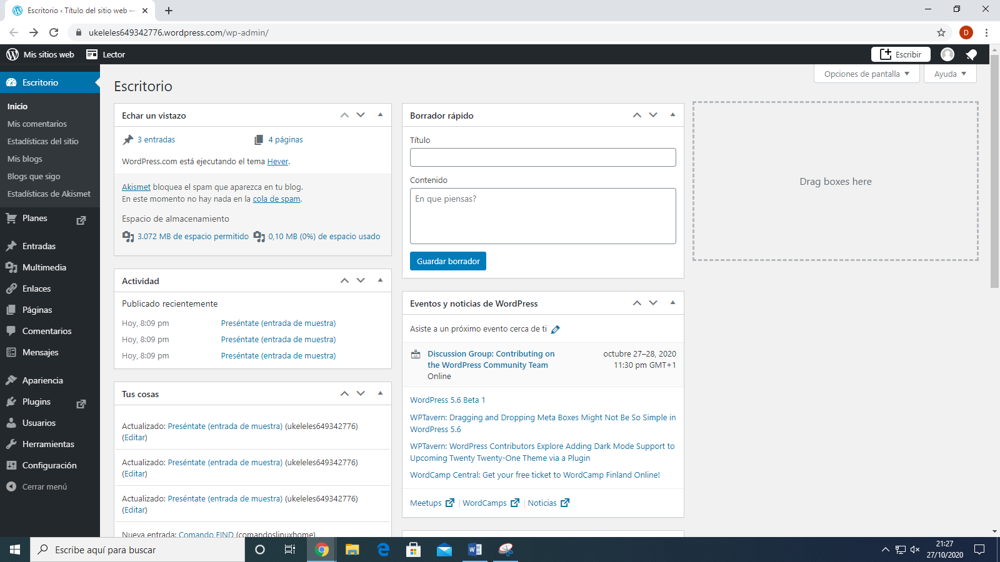 Escritorio ‹ Título del sitio web —
ukeleles649342776.wordpress.com/wp-admin/
D
Mis sitios web
Lector
Escribir
Escritorio
Inicio
Mis comentarios
Estadísticas del sitio
Mis blogs
Blogs que sigo
Estadísticas de Akismet
Planes
Entradas
Multimedia
Enlaces
Páginas
Comentarios
Mensajes
Apariencia
Plugins
Usuarios
Herramientas
Configuración
Cerrar menú
Opciones de pantalla
Ayuda
Escritorio
Echar un vistazo
3 entradas
4 páginas
WordPress.com está ejecutando el tema Hever.
Akismet bloquea el spam que aparezca en tu blog.
En este momento no hay nada en la cola de spam.
Espacio de almacenamiento
3.072 MB de espacio permitido
0,10 MB (0%) de espacio usado
Actividad
Publicado recientemente
Hoy, 8:09 pm Preséntate (entrada de muestra)
Hoy, 8:09 pm Preséntate (entrada de muestra)
Hoy, 8:09 pm Preséntate (entrada de muestra)
Tus cosas
Actualizado: Preséntate (entrada de muestra) (ukeleles649342776)
(Editar)
Actualizado: Preséntate (entrada de muestra) (ukeleles649342776)
(Editar)
Actualizado: Preséntate (entrada de muestra) (ukeleles649342776)
(Editar)
Nueva entrada: Comando FIND (comandoslinuxhome)
Borrador rápido
Título
Contenido
En que piensas?
Guardar borrador
Eventos y noticias de WordPress
Asiste a un próximo evento cerca de ti
Discussion Group: Contributing on
the WordPress Community Team
Online
octubre 27–28, 2020
11:30 pm GMT+1
WordPress 5.6 Beta 1
WPTavern: Dragging and Dropping Meta Boxes Might Not Be So Simple in
WordPress 5.6
WPTavern: WordPress Contributors Explore Adding Dark Mode Support to
Upcoming Twenty Twenty-One Theme via a Plugin
WordCamp Central: Get your free ticket to WordCamp Finland Online!
Meetups | WordCamps | Noticias
Drag boxes here
Escribe aquí para buscar
21:27
27/10/2020